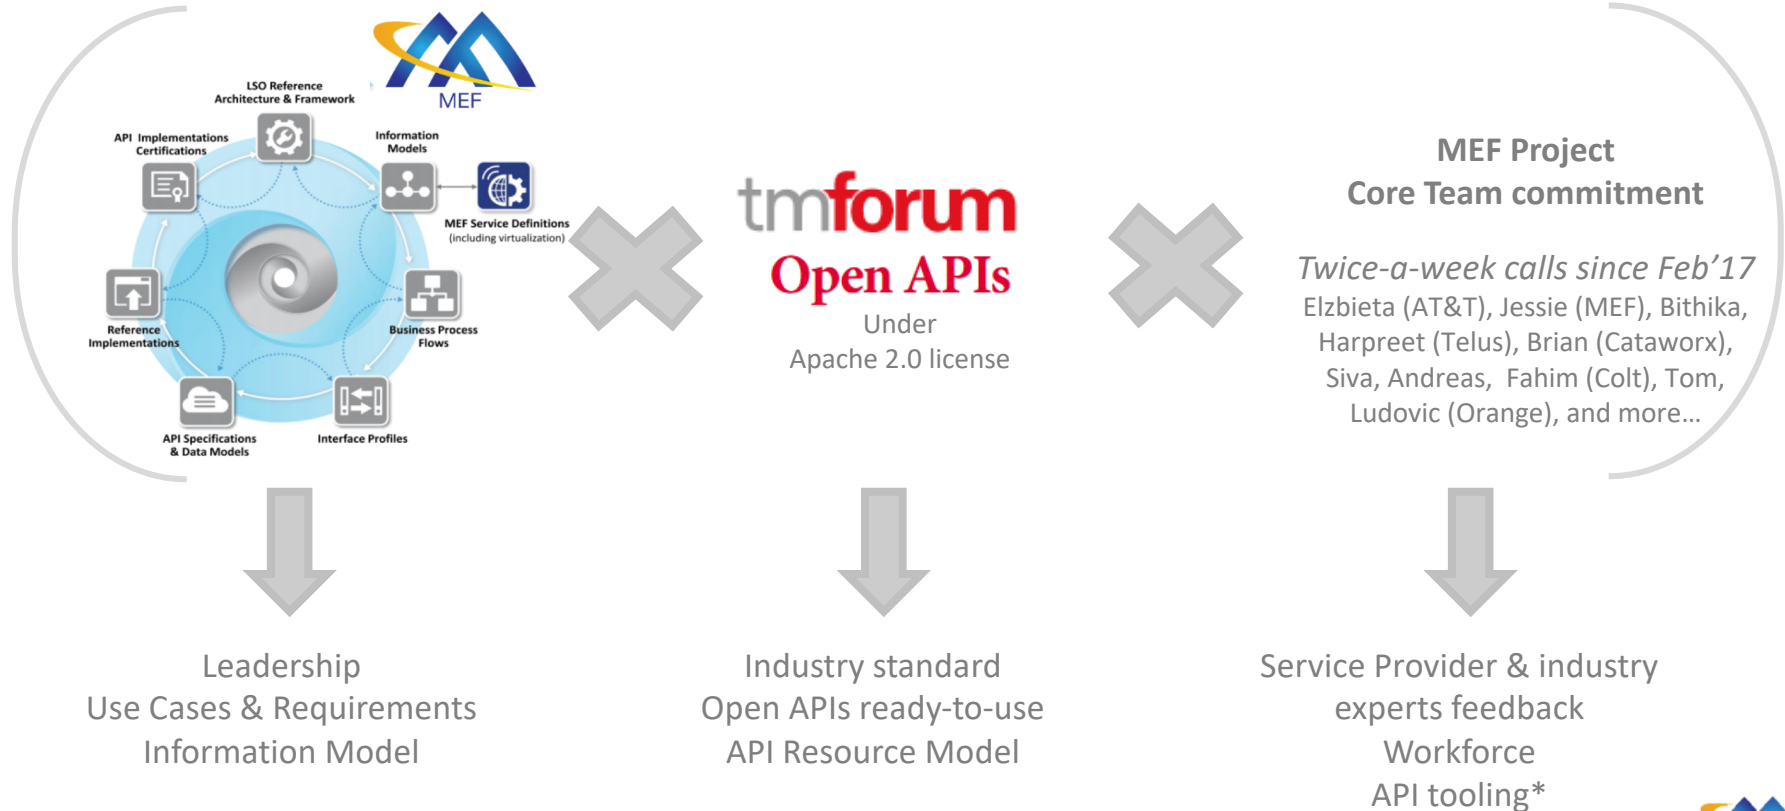 MEF
LSO Reference
Architecture & Framework
API Implementations
Certifications
Information
Models
MEF Service Definitions
(including virtualization)
Reference
Implementations
Business Process
Flows
API Specifications
& Data Models
Interface Profiles
tmforum
Open APIs
Under
Apache 2.0 license
MEF Project
Core Team commitment
Twice-a-week calls since Feb’17
Elzbieta (AT&T), Jessie (MEF), Bithika,
Harpreet (Telus), Brian (Cataworx),
Siva, Andreas, Fahim (Colt), Tom,
Ludovic (Orange), and more…
Leadership
Use Cases & Requirements
Information Model
Industry standard
Open APIs ready-to-use
API Resource Model
Service Provider & industry
experts feedback
Workforce
API tooling*